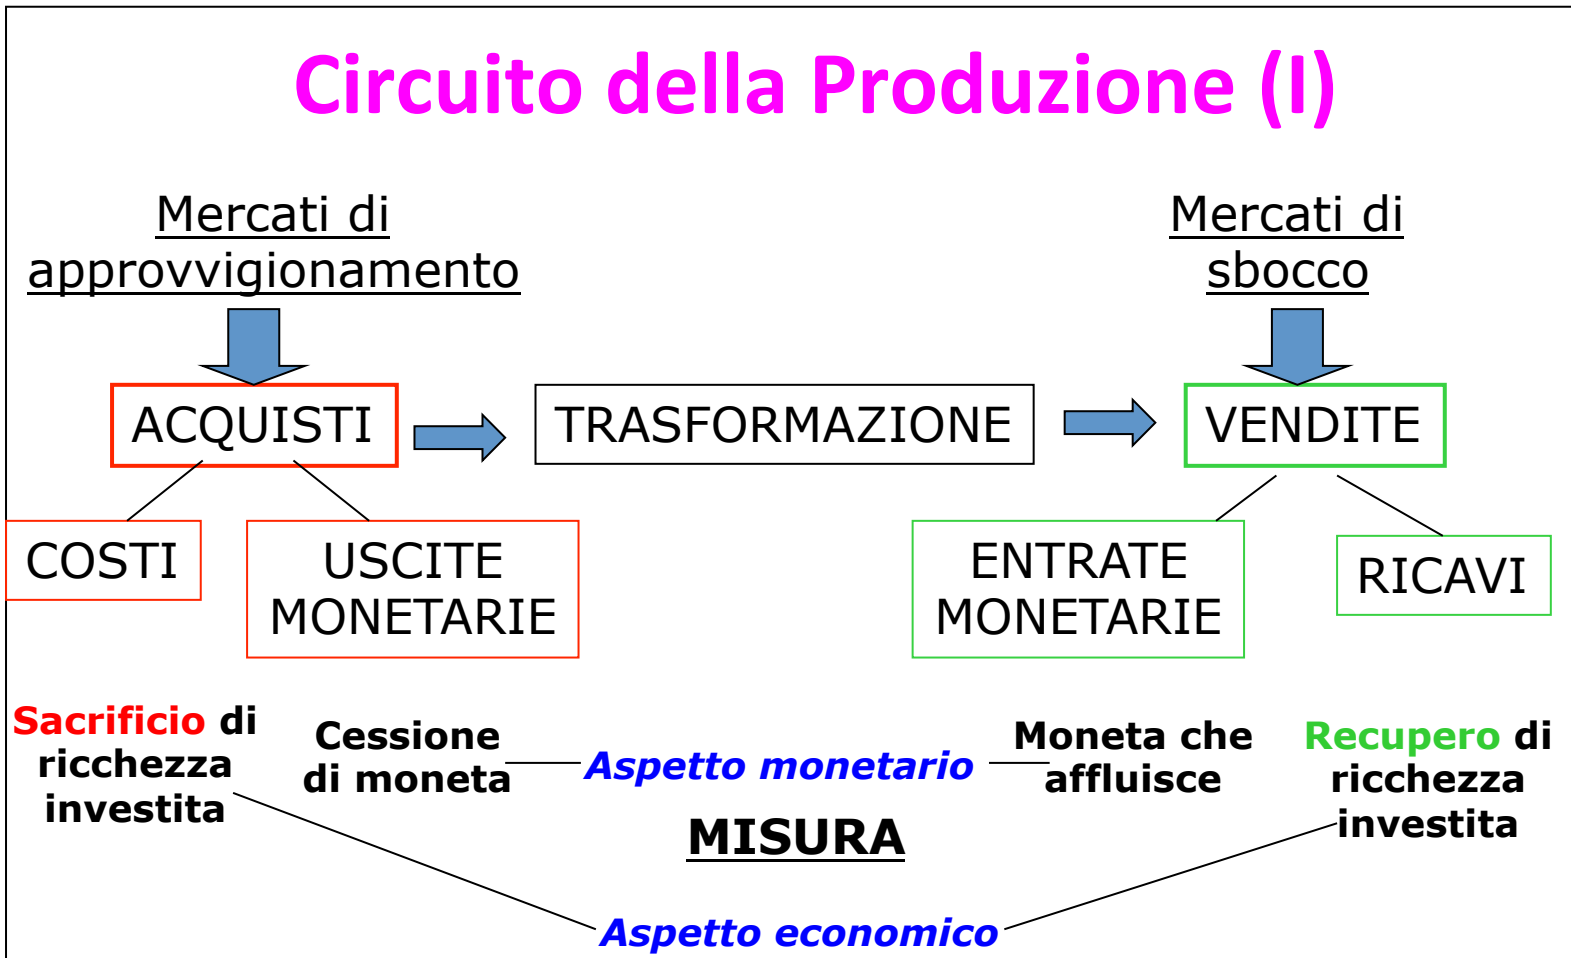 Circuito della Produzione (I)
Mercati di
approvvigionamento
Mercati di
sbocco
ACQUISTI
TRASFORMAZIONE
VENDITE
COSTI
USCITE
MONETARIE
ENTRATE
MONETARIE
RICAVI
Sacrificio di
ricchezza
investita
Cessione
di moneta
Aspetto monetario
Moneta che
affluisce
Recupero di
ricchezza
investita
MISURA
Aspetto economico